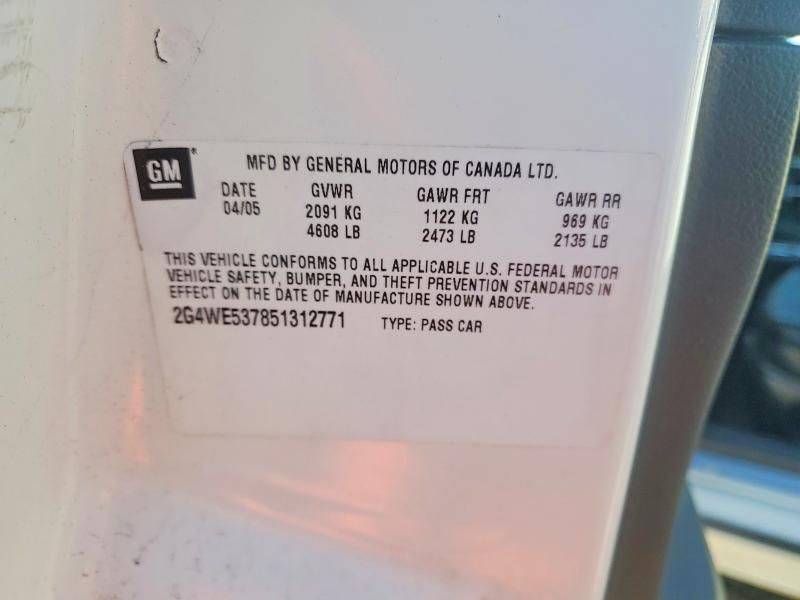 GM MFD BY GENERAL MOTORS OF CANADA LTD.
DATE GVWR GAWR FRT GAWR RR
04/05 2091 KG 1122 KG 969 KG
4608 LB 2473 LB 2135 LB
THIS VEHICLE CONFORMS TO ALL APPLICABLE U.S. FEDERAL MOTOR
VEHICLE SAFETY, BUMPER, AND THEFT PREVENTION STANDARDS IN
EFFECT ON THE DATE OF MANUFACTURE SHOWN ABOVE.
2G4WE537851312771 TYPE: PASS CAR